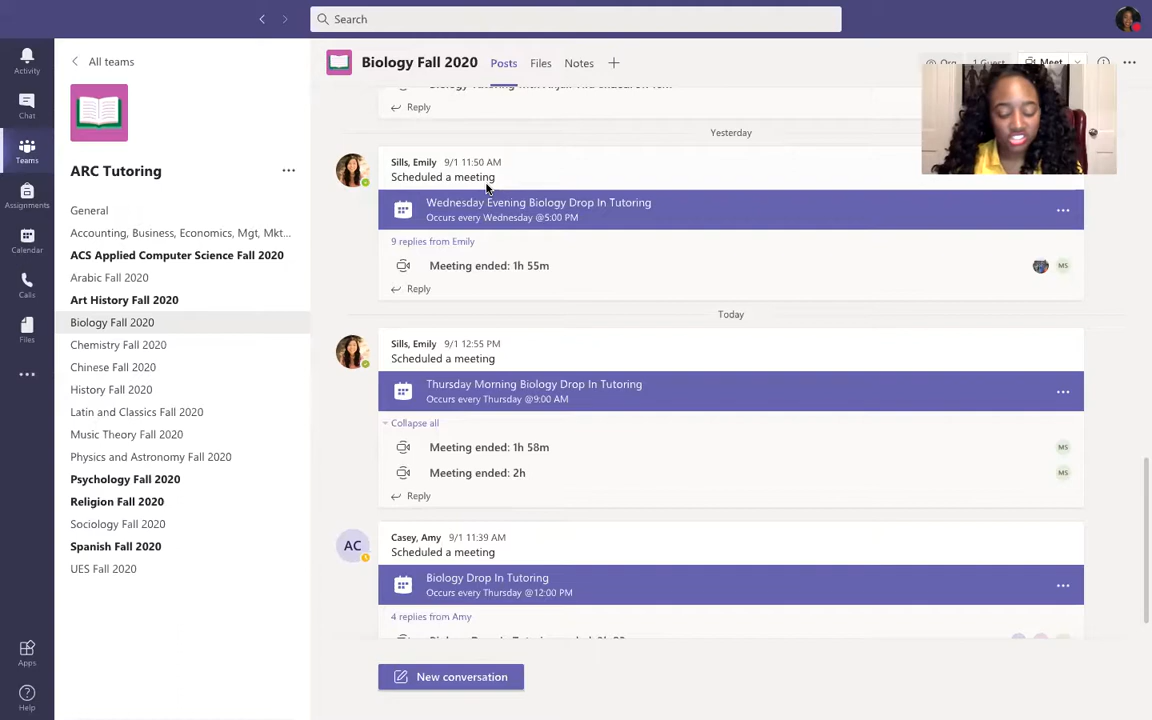 Search
Activity
Chat
Teams
Assignments
Calendar
Calls
Files
Apps
Help
All teams
ARC Tutoring
General
Accounting, Business, Economics, Mgt, Mkt...
ACS Applied Computer Science Fall 2020
Arabic Fall 2020
Art History Fall 2020
Biology Fall 2020
Chemistry Fall 2020
Chinese Fall 2020
History Fall 2020
Latin and Classics Fall 2020
Music Theory Fall 2020
Physics and Astronomy Fall 2020
Psychology Fall 2020
Religion Fall 2020
Sociology Fall 2020
Spanish Fall 2020
UES Fall 2020
Biology Fall 2020 Posts Files Notes
Org 1 Guest Meet
Reply
Yesterday
Sills, Emily 9/1 11:50 AM
Scheduled a meeting
Wednesday Evening Biology Drop In Tutoring
Occurs every Wednesday @5:00 PM
9 replies from Emily
Meeting ended: 1h 55m MS
Reply
Today
Sills, Emily 9/1 12:55 PM
Scheduled a meeting
Thursday Morning Biology Drop In Tutoring
Occurs every Thursday @9:00 AM
Collapse all
Meeting ended: 1h 58m MS
Meeting ended: 2h MS
Reply
AC
Casey, Amy 9/1 11:39 AM
Scheduled a meeting
Biology Drop In Tutoring
Occurs every Thursday @12:00 PM
4 replies from Amy
New conversation